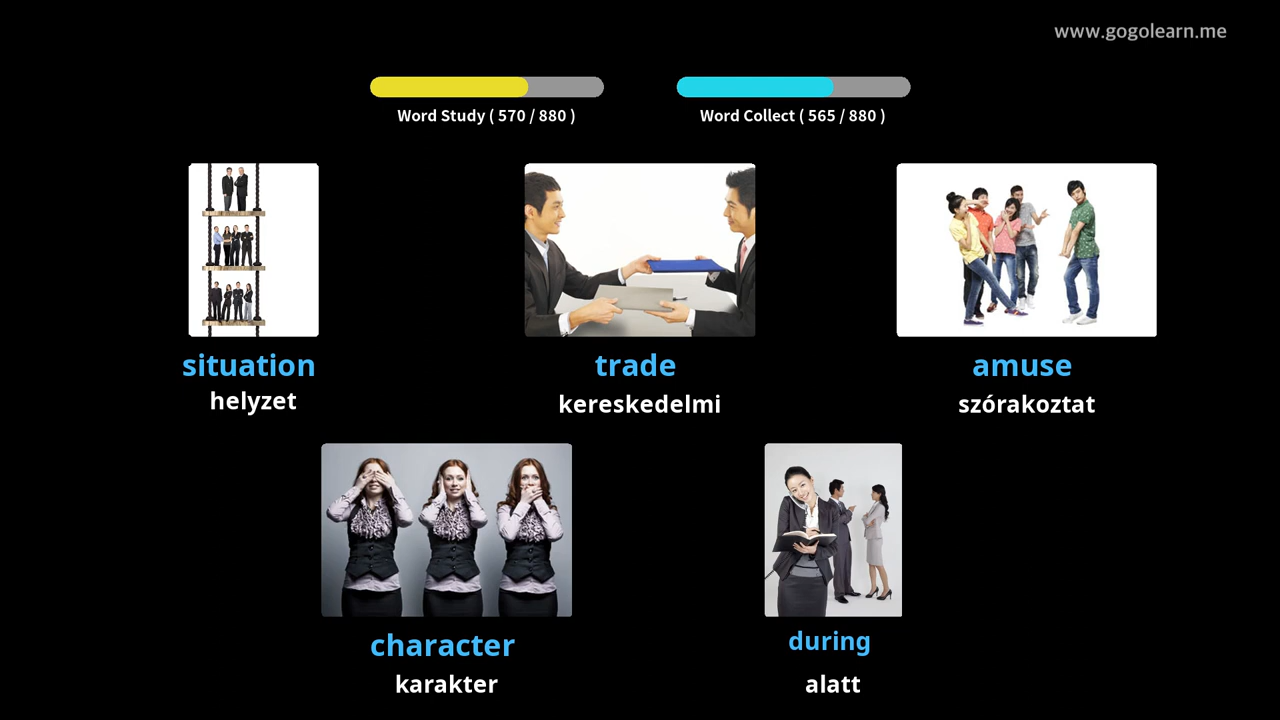 www.gogolearn.me
Word Study ( 570 / 880 )
Word Collect ( 565 / 880 )
situation
helyzet
trade
kereskedelmi
amuse
szórakoztat
character
karakter
during
alatt